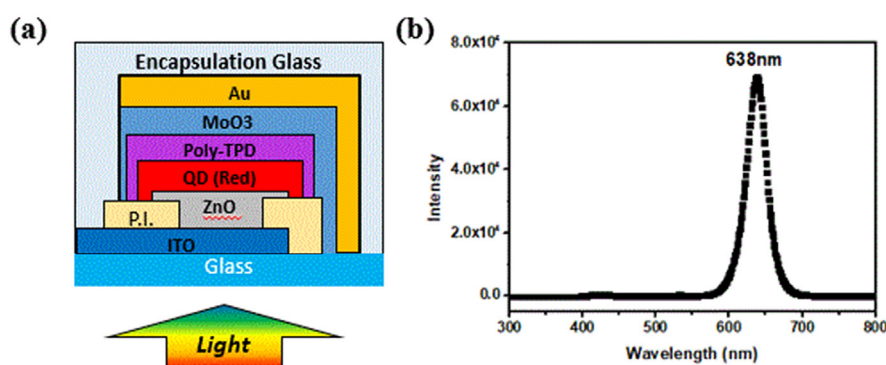 (a)
Encapsulation Glass
Au
MoO3
Poly-TPD
QD (Red)
ZnO
P.I.
ITO
Glass
Light
(b)
638nm
8.0x10⁴
6.0x10⁴
4.0x10⁴
2.0x10⁴
0.0
Intensity
300 400 500 600 700 800
Wavelength (nm)